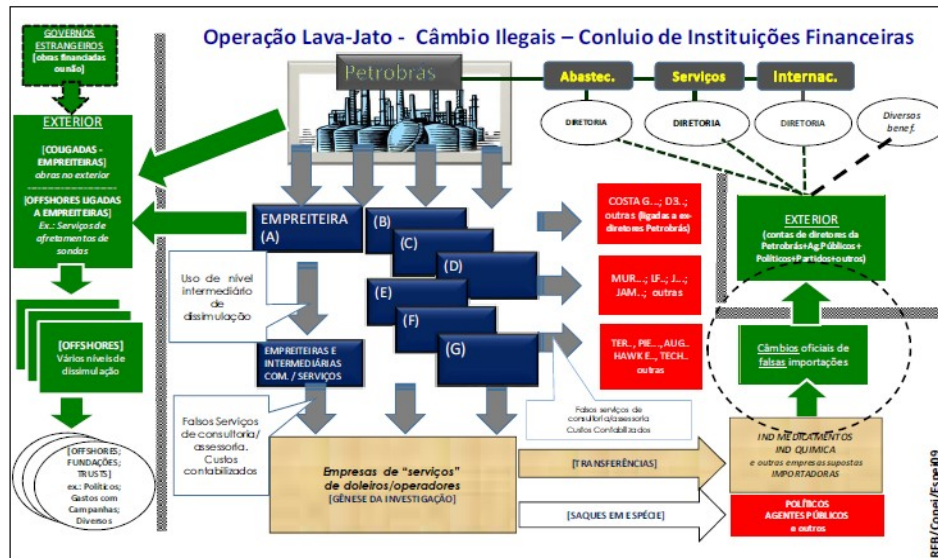 Operação Lava-Jato - Câmbio Ilegais – Conluio de Instituições Financeiras
GOVERNOS
ESTRANGEIROS
[obras financiadas
ou não]
EXTERIOR
[COLIGADAS -
EMPREITEIRAS]
obras no exterior
[OFFSHORES LIGADAS
A EMPREITEIRAS]
Ex.: Serviços de
afretamentos de
sondas
[OFFSHORES]
Vários níveis de
dissimulação
[OFFSHORES;
FUNDAÇÕES;
TRUSTS]
ex.: Políticos;
Gastos com
Campanhas;
Diversos
Petrobras
Abastec.
Serviços
Internac.
DIRETORIA
DIRETORIA
DIRETORIA
Diversos
benef.
EMPREITEIRA
(A)
(B)
(C)
(D)
(E)
(F)
(G)
Uso de nível
intermediário
de
dissimulação
EMPREITEIRAS E
INTERMEDIÁRIAS
COM. / SERVIÇOS
Falsos Serviços
de consultoria/
assessoria.
Custos
contabilizados
COSTA G...; D3..;
outras (ligadas a ex-
diretores Petrobrás)
MUR...; LF..; J...;
JAM..; outras
TER.., PIE..., AUG..
HAWK E.., TECH..
outras
Falsos serviços de
consultoria/assessoria
Custos Contabilizados
Empresas de “serviços”
de doleiros/operadores
[GÊNESE DA INVESTIGAÇÃO]
[TRANSFERÊNCIAS]
[SAQUES EM ESPÉCIE]
EXTERIOR
(contas de diretores da
Petrobrás+Ag.Públicos+
Políticos+Partidos+outros)
Câmbios oficiais de
falsas importações
IND MEDICAMENTOS
IND QUIMICA
e outras empresas supostas
IMPORTADORAS
POLÍTICOS
AGENTES PÚBLICOS
e outros
RFB/Copei/Espei09